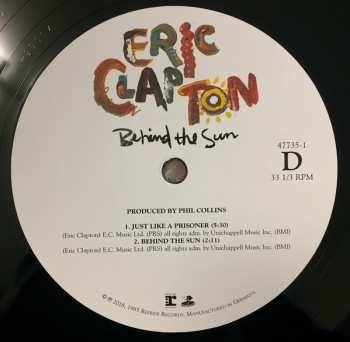 ERIC
CLAPTON
Behind the Sun
47735-1
D
33 1/3 RPM
PRODUCED BY PHIL COLLINS
1. JUST LIKE A PRISONER (5:30)
(Eric Clapton) E.C. Music Ltd. (PRS) all rights adm. by Unichappell Music Inc. (BMI)
2. BEHIND THE SUN (2:11)
(Eric Clapton) E.C. Music Ltd. (PRS) all rights adm. by Unichappell Music Inc. (BMI)
© ℗ 2018, 1985 Reprise Records. Manufactured in Germany.